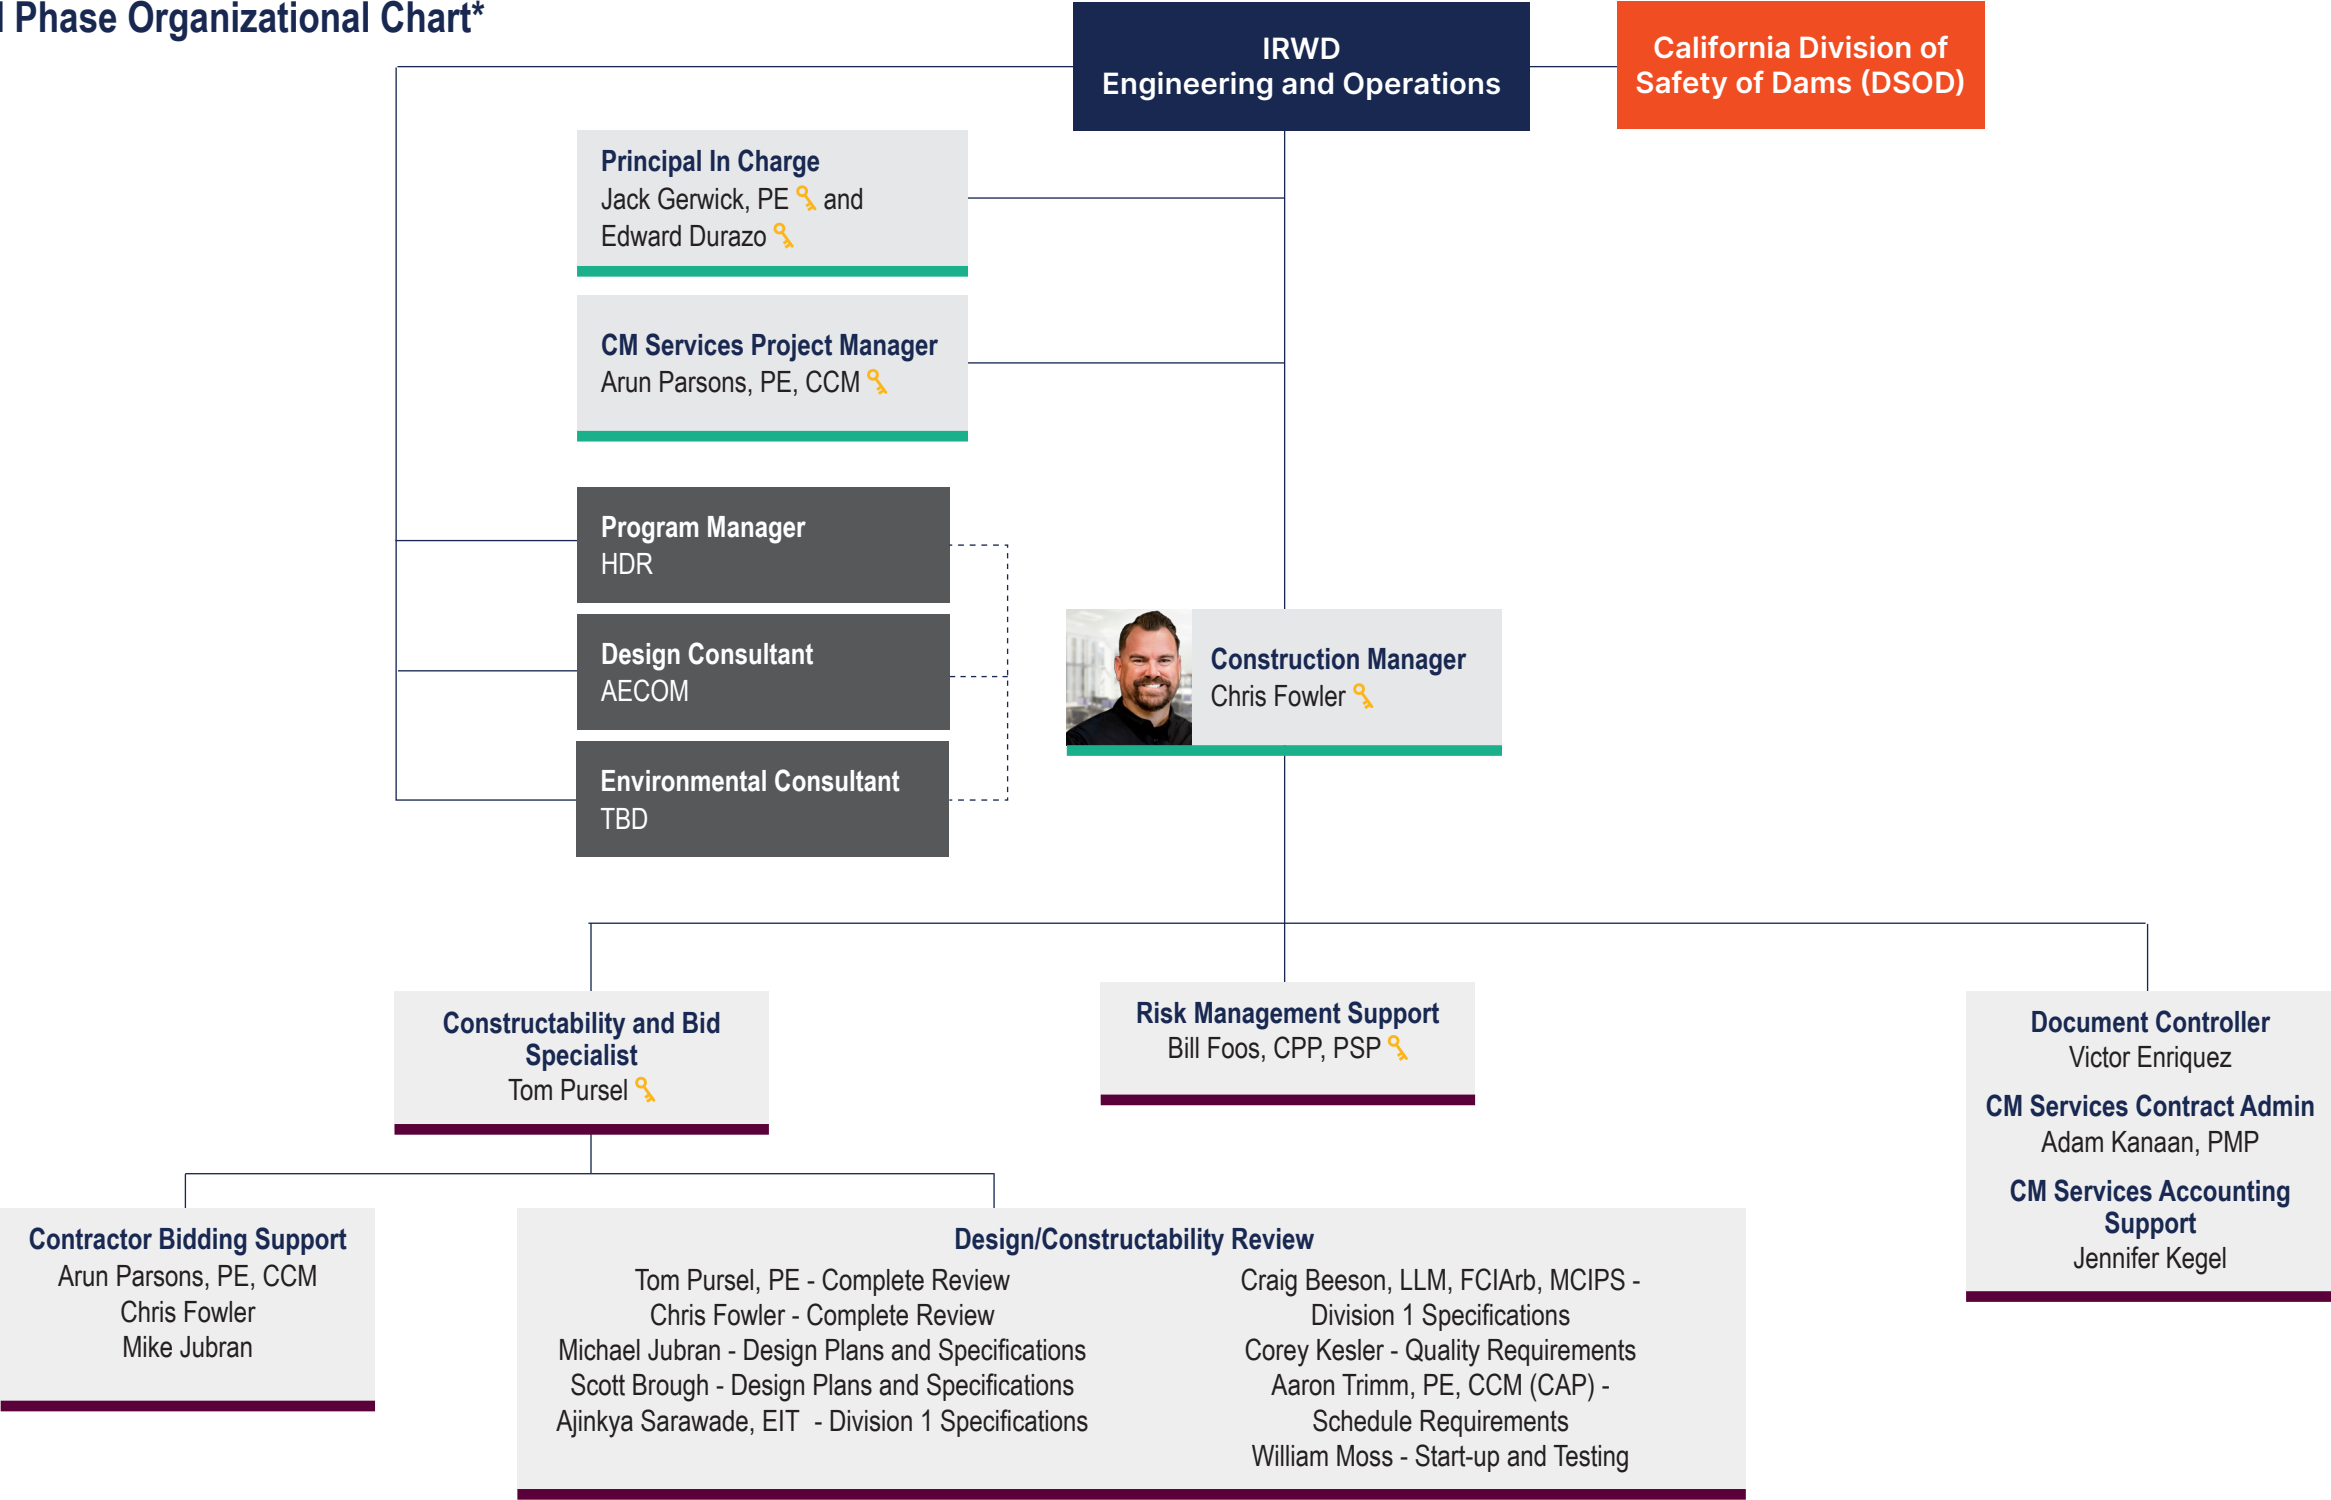 Phase Organizational Chart*
IRWD
Engineering and Operations
California Division of
Safety of Dams (DSOD)
Principal In Charge
Jack Gerwick, PE and
Edward Durazo
CM Services Project Manager
Arun Parsons, PE, CCM
Program Manager
HDR
Design Consultant
AECOM
Environmental Consultant
TBD
Construction Manager
Chris Fowler
Constructability and Bid
Specialist
Tom Pursel
Risk Management Support
Bill Foos, CPP, PSP
Document Controller
Victor Enriquez
CM Services Contract Admin
Adam Kanaan, PMP
CM Services Accounting
Support
Jennifer Kegel
Contractor Bidding Support
Arun Parsons, PE, CCM
Chris Fowler
Mike Jubran
Design/Constructability Review
Tom Pursel, PE - Complete Review
Chris Fowler - Complete Review
Michael Jubran - Design Plans and Specifications
Scott Brough - Design Plans and Specifications
Ajinkya Sarawade, EIT - Division 1 Specifications
Craig Beeson, LLM, FCIArb, MCIPS -
Division 1 Specifications
Corey Kesler - Quality Requirements
Aaron Trimm, PE, CCM (CAP) -
Schedule Requirements
William Moss - Start-up and Testing